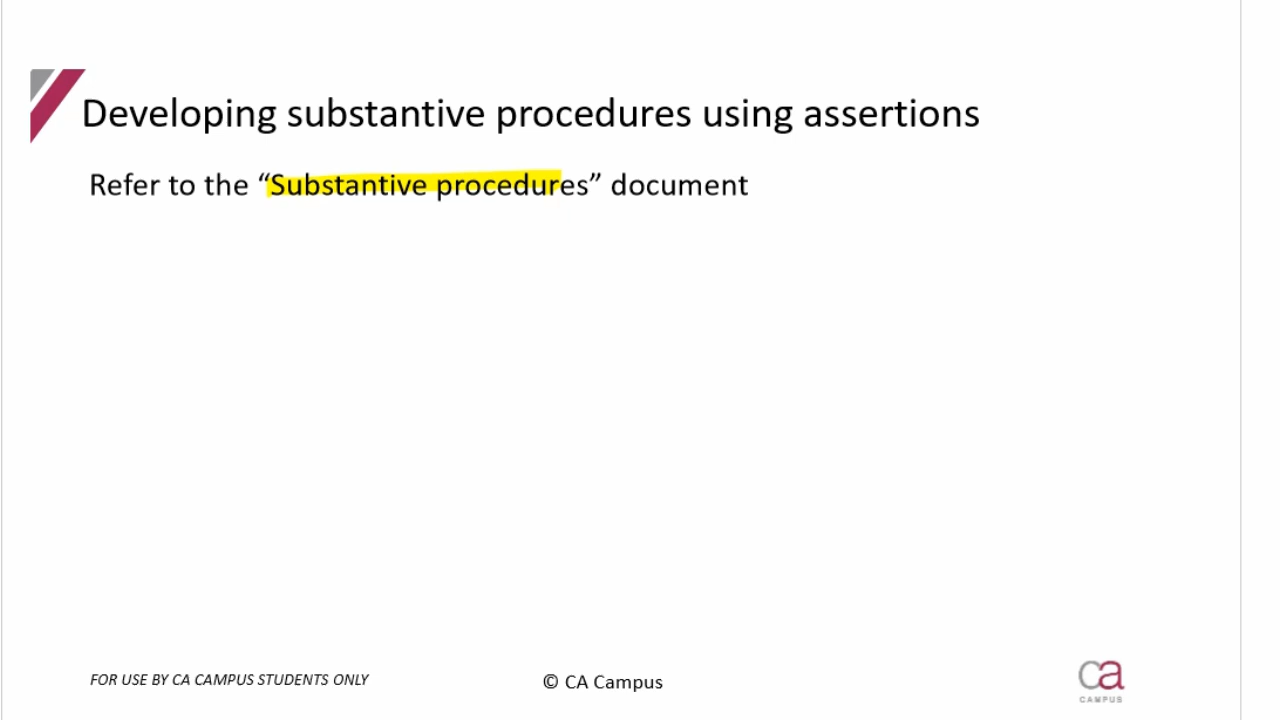 Developing substantive procedures using assertions
Refer to the “Substantive procedures” document
FOR USE BY CA CAMPUS STUDENTS ONLY
© CA Campus
ca
CAMPUS